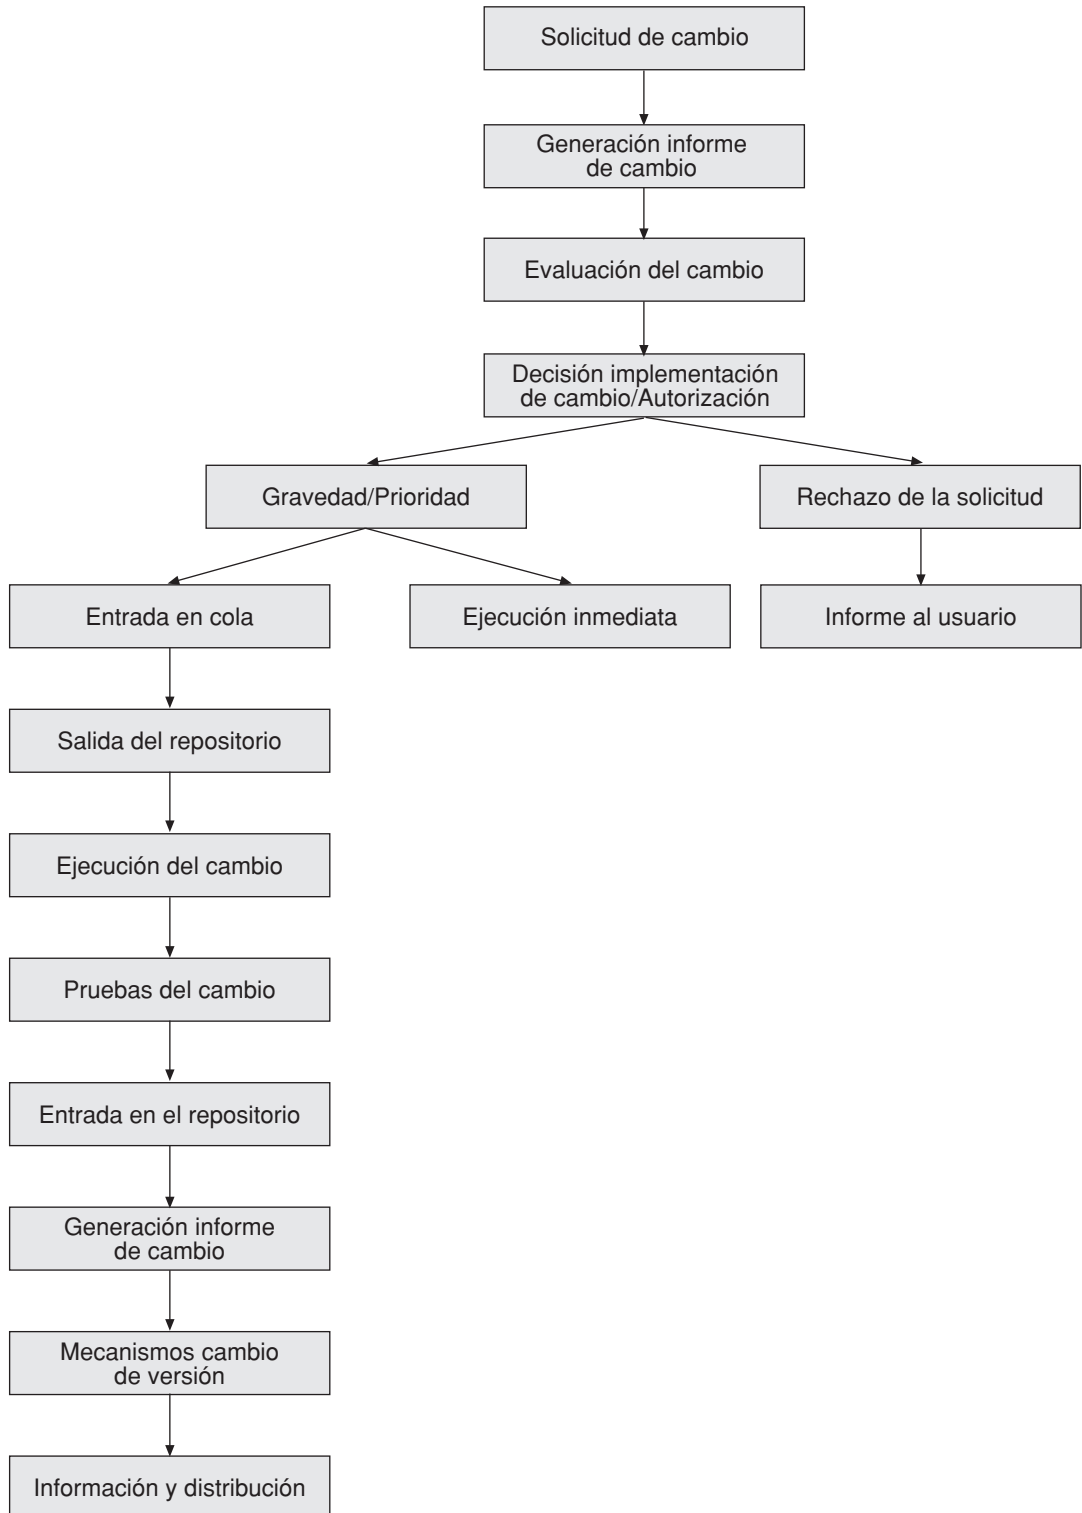 Solicitud de cambio
Generación informe
de cambio
Evaluación del cambio
Decisión implementación
de cambio/Autorización
Gravedad/Prioridad
Rechazo de la solicitud
Entrada en cola
Ejecución inmediata
Informe al usuario
Salida del repositorio
Ejecución del cambio
Pruebas del cambio
Entrada en el repositorio
Generación informe
de cambio
Mecanismos cambio
de versión
Información y distribución